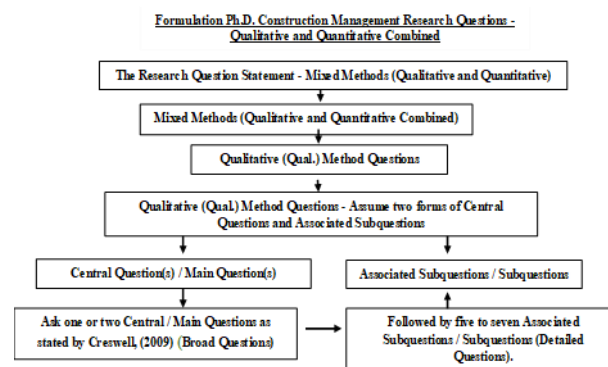 Formulation Ph.D. Construction Management Research Questions -
Qualitative and Quantitative Combined
The Research Question Statement - Mixed Methods (Qualitative and Quantitative)
Mixed Methods (Qualitative and Quantitative Combined)
Qualitative (Qual.) Method Questions
Qualitative (Qual.) Method Questions - Assume two forms of Central
Questions and Associated Subquestions
Central Question(s) / Main Question(s)
Associated Subquestions / Subquestions
Ask one or two Central / Main Questions as
stated by Creswell, (2009) (Broad Questions)
Followed by five to seven Associated
Subquestions / Subquestions (Detailed
Questions).